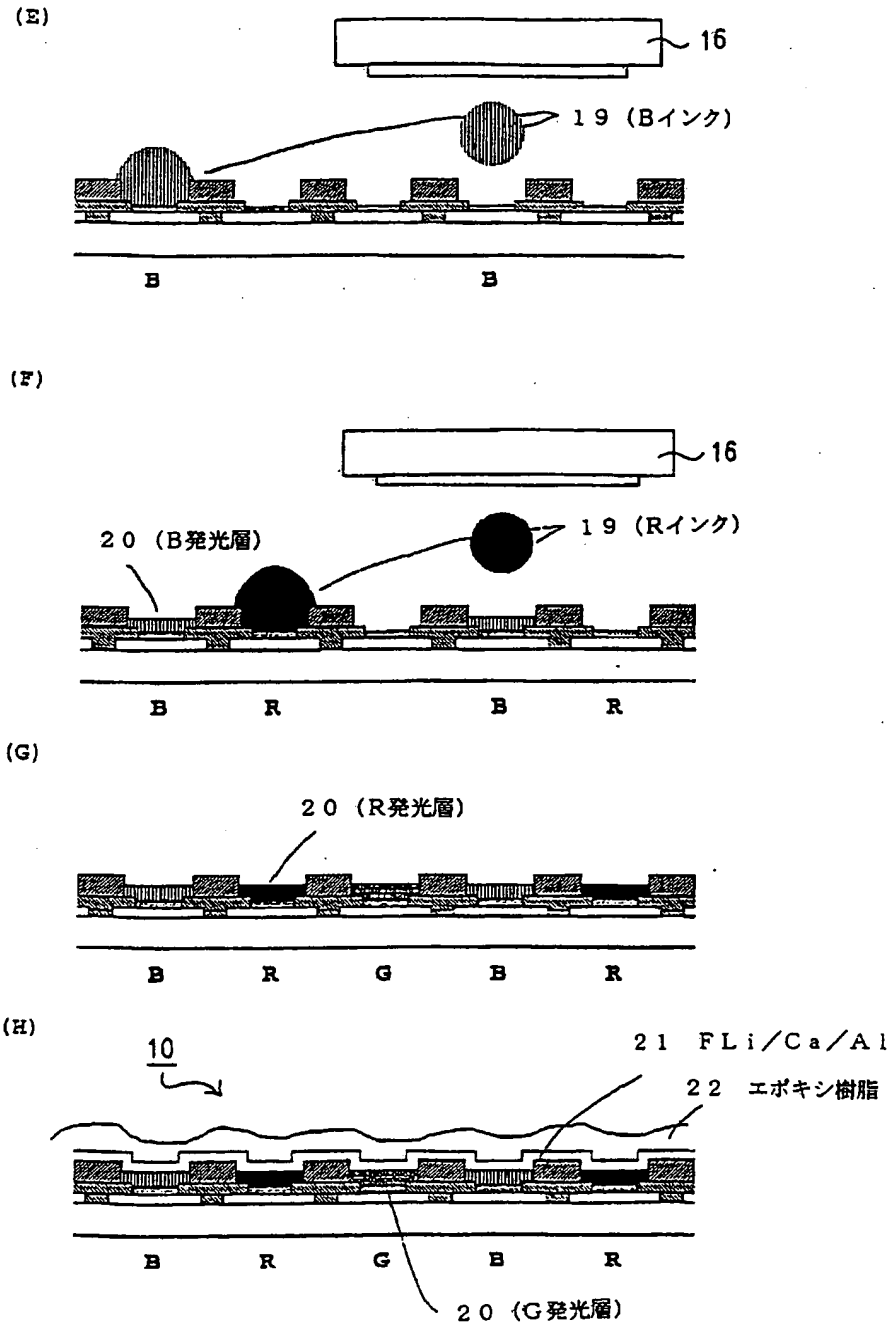 (E)
16
19 (Bインク)
B B
(F)
16
19 (Rインク)
20 (B発光層)
B R B R
(G)
20 (R発光層)
B R G B R
(H)
10
21 FLi/Ca/Al
22 エポキシ樹脂
B R G B R
20 (G発光層)